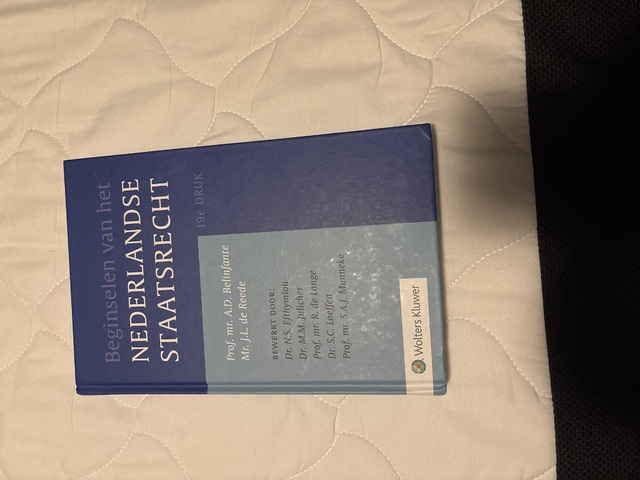 Beginselen van het
NEDERLANDSE
STAATSRECHT
19e DRUK
Prof. mr. A.D. Belinfante
Mr. J.L. de Reede
BEWERKT DOOR:
Dr. N.S. Efthymiou
Dr. M.M. Julicher
Prof. mr. R. de Lange
Dr. S.C. Loeffen
Prof. mr. S.A.J. Munneke
Wolters Kluwer